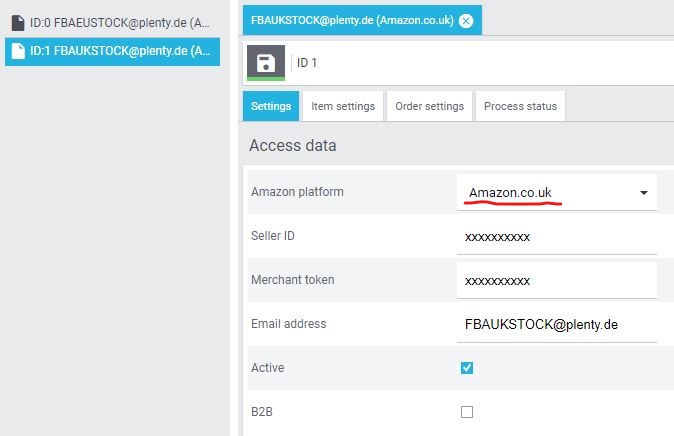 ID:0 FBAEUSTOCK@plenty.de (A...
ID:1 FBAUKSTOCK@plenty.de (A...
FBAUKSTOCK@plenty.de (Amazon.co.uk)
ID 1
Settings Item settings Order settings Process status
Access data
Amazon platform Amazon.co.uk
Seller ID xxxxxxxxxx
Merchant token xxxxxxxxxx
Email address FBAUKSTOCK@plenty.de
Active
B2B